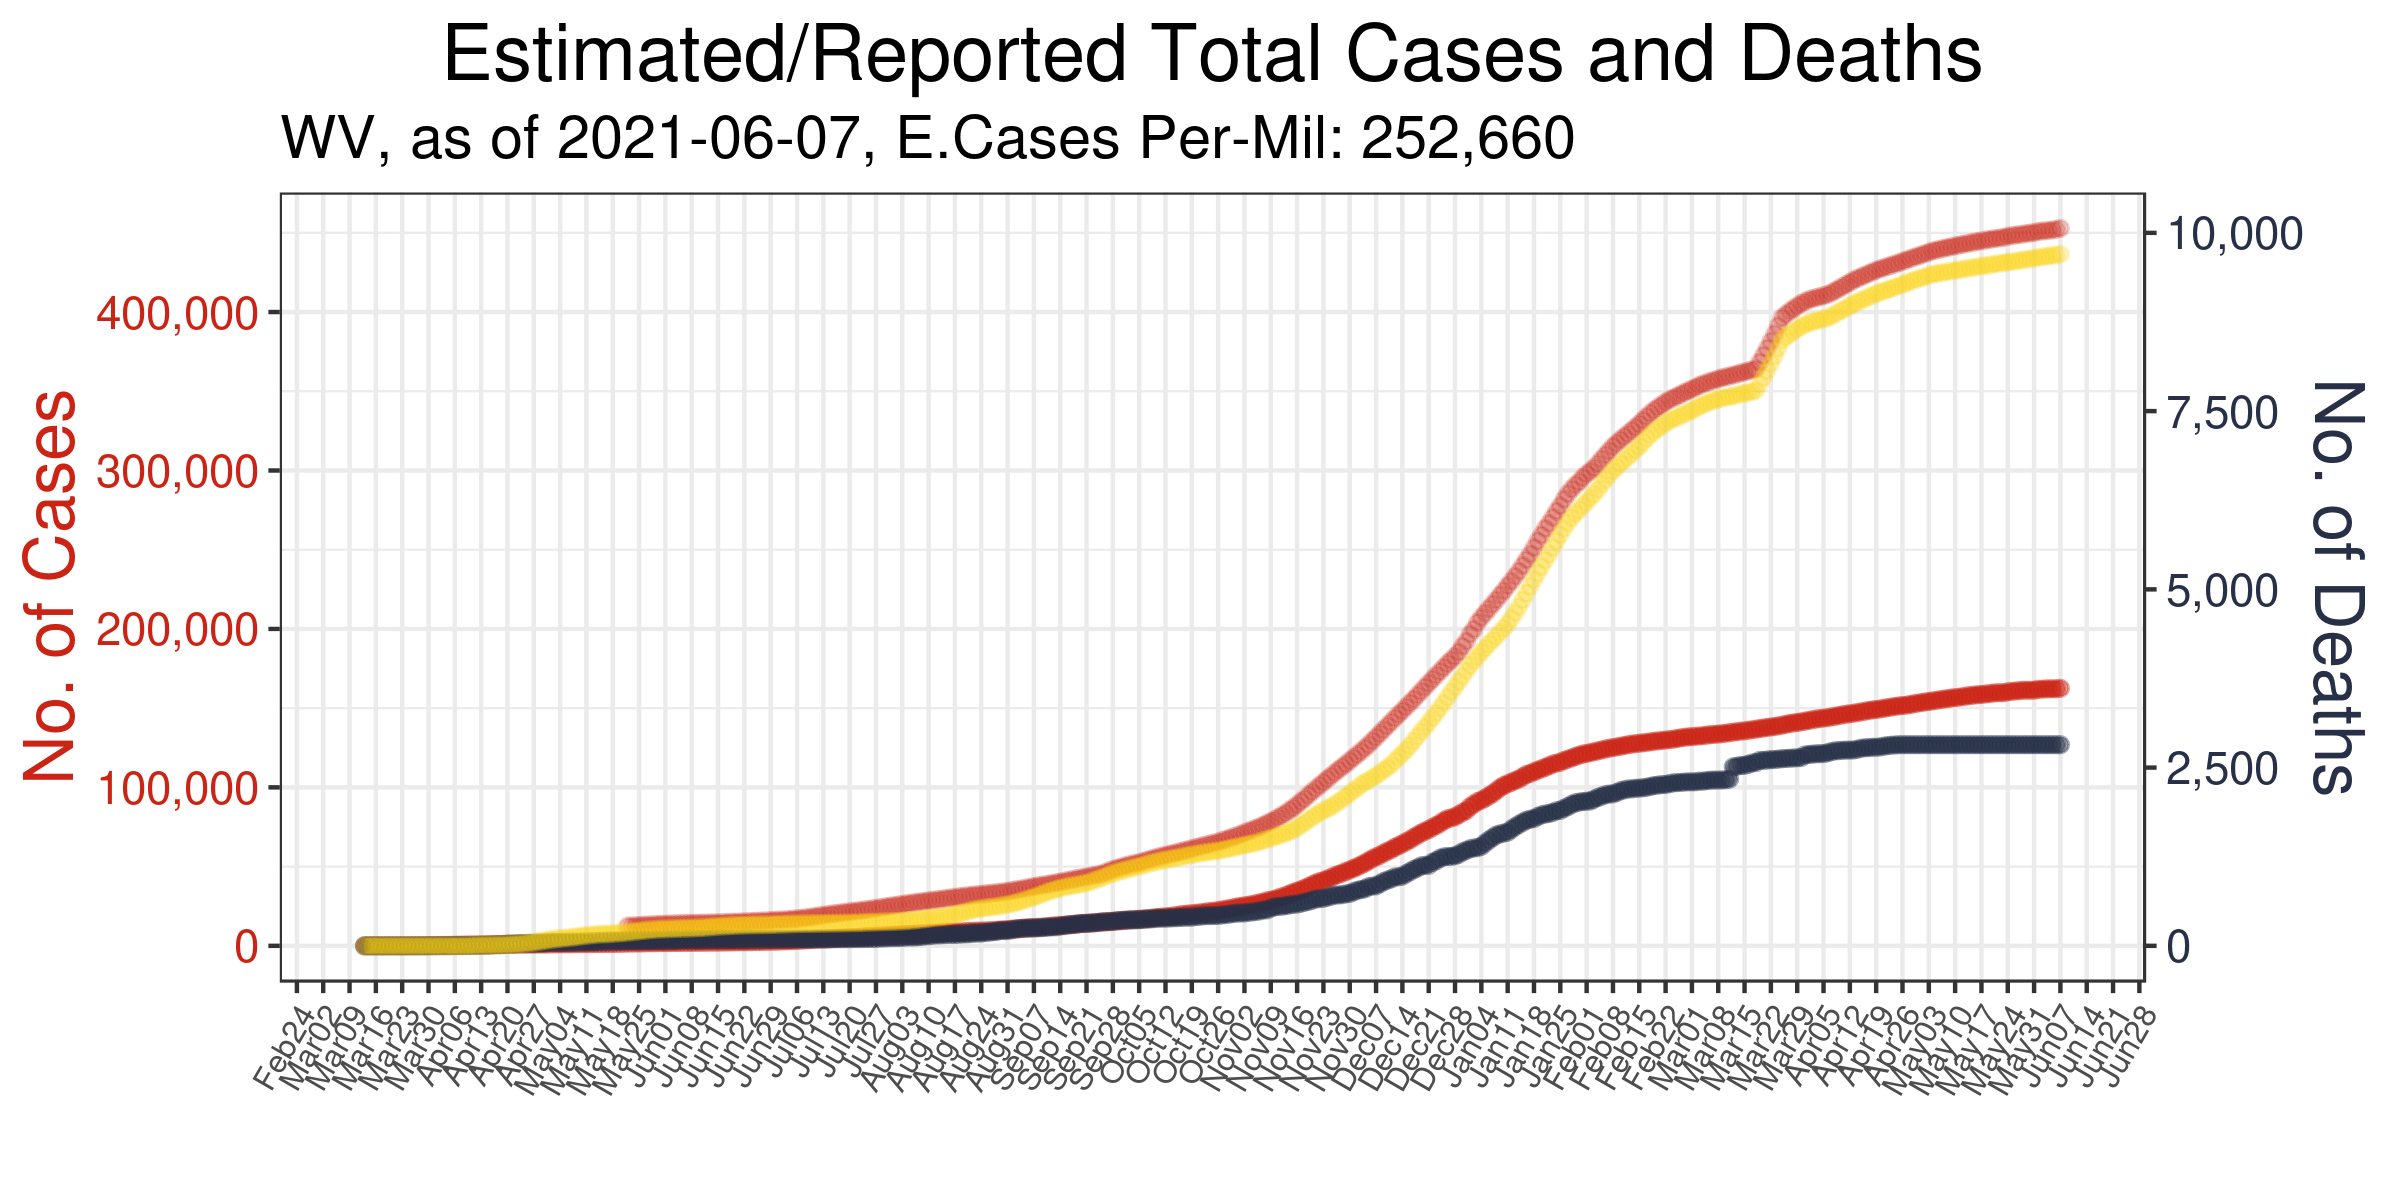 Estimated/Reported Total Cases and Deaths
WV, as of 2021-06-07, E.Cases Per-Mil: 252,660
No. of Cases
400,000
300,000
200,000
100,000
0
10,000
7,500
5,000
2,500
0
No. of Deaths
Feb24
Mar02
Mar09
Mar16
Mar23
Mar30
Apr06
Apr13
Apr20
Apr27
May04
May11
May18
May25
Jun01
Jun08
Jun15
Jun22
Jun29
Jul06
Jul13
Jul20
Jul27
Aug03
Aug10
Aug17
Aug24
Aug31
Sep07
Sep14
Sep21
Sep28
Oct05
Oct12
Oct19
Oct26
Nov02
Nov09
Nov16
Nov23
Nov30
Dec07
Dec14
Dec21
Dec28
Jan04
Jan11
Jan18
Jan25
Feb01
Feb08
Feb15
Feb22
Mar01
Mar08
Mar15
Mar22
Mar29
Apr05
Apr12
Apr19
Apr26
May03
May10
May17
May24
May31
Jun07
Jun14
Jun21
Jun28